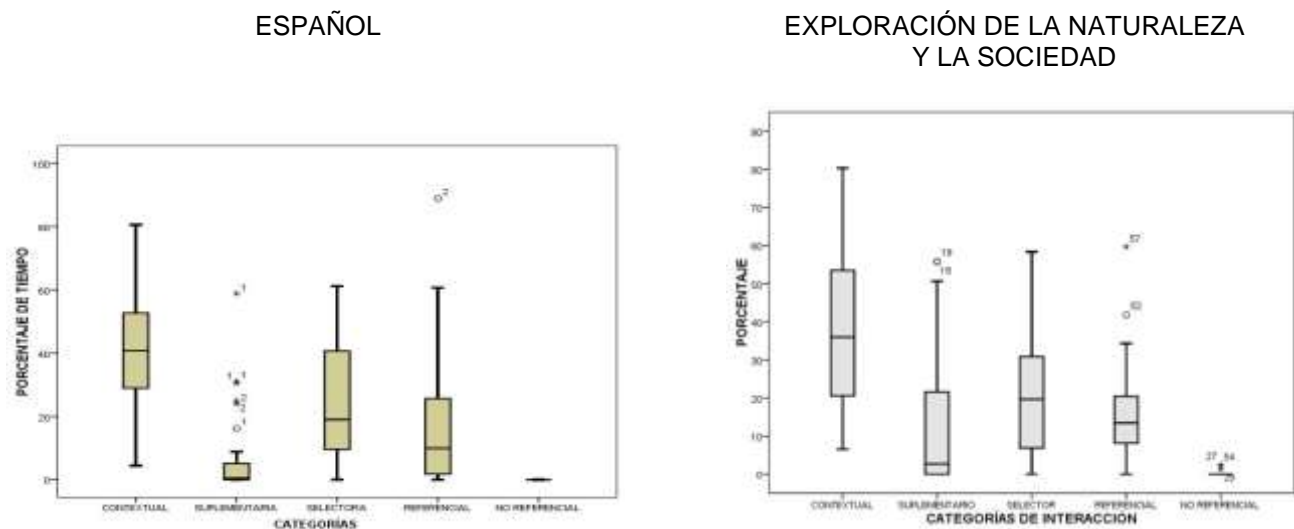 ESPAÑOL
EXPLORACIÓN DE LA NATURALEZA
Y LA SOCIEDAD
PORCENTAJE DE TIEMPO
100
80
60
40
20
0
CONTEXTUAL SUPLEMENTARIA SELECTORA REFERENCIAL NO REFERENCIAL
CATEGORÍAS
PORCENTAJE
90
80
70
60
50
40
30
20
10
0
CONTEXTUAL SUPLEMENTARIO SELECTOR REFERENCIAL NO REFERENCIAL
CATEGORÍAS DE INTERACCIÓN